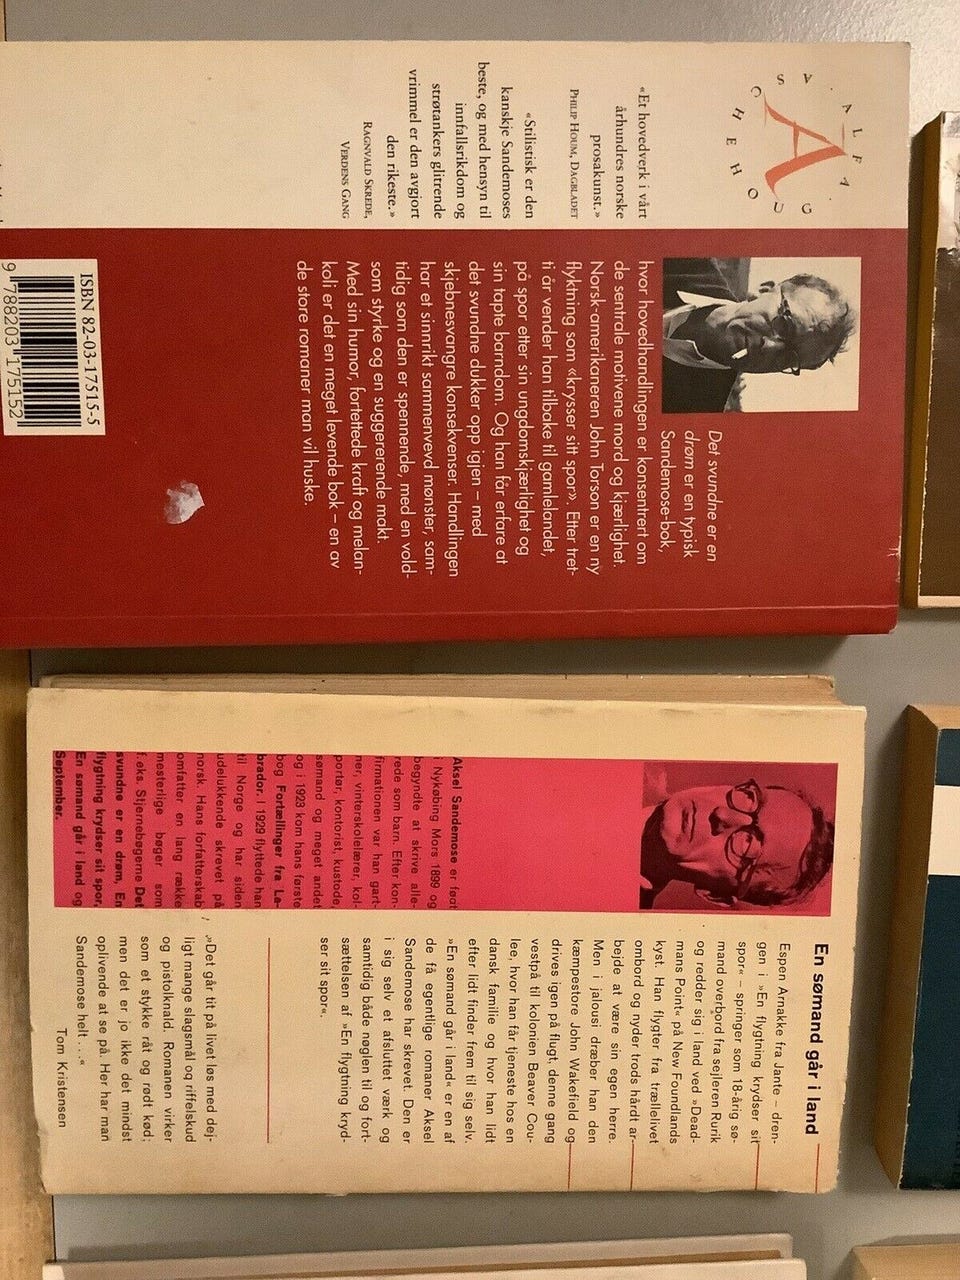 ALFA OG
ASCHEHOUG
A
«Et hovedverk i vårt
århundres norske
prosakunst.»
PHILIP HOUM, DAGBLADET
«Stilistisk er den
kanskje Sandemoses
beste, og med hensyn til
innfallsrikdom og
strøtankers glitrende
vrimmel er den avgjort
den rikeste.»
RAGNVALD SKREDE,
VERDENS GANG
Det svundne er en
drøm er en typisk
Sandemose-bok,
hvor hovedhandlingen er konsentrert om
de sentrale motivene mord og kjærlighet.
Norsk-amerikaneren John Torson er en ny
flykning som «krysser sitt spor». Etter tret-
ti år vender han tilbake til gamlelandet,
på spor etter sin ungdomskjærlighet og
sin tapte barndom. Og han får erfare at
det svundne dukker opp igjen – med
skjebnesvangre konsekvenser. Handlingen
har et sinnrikt sammenvevd mønster, sam-
tidig som den er spennende, med en vold-
som styrke og en suggererende makt.
Med sin humor, fortettede kraft og melan-
koli er det en meget levende bok – en av
de store romaner man vil huske.
ISBN 82-03-17515-5
9 788203 175152
En sømand går i land
Espen Arnakke fra Jante – dren-
gen i »En flygtning krydser sit
spor« – springer som 18-årig sø-
mand overbord fra sejleren Rurik
og redder sig i land ved »Dead-
mans Point« på New Foundlands
kyst. Han flygter fra trællelivet
ombord og nyder trods hårdt ar-
bejde at være sin egen herre.
Men i jalousi dræber han den
kæmpestore John Wakefield og
drives igen på flugt, denne gang
vestpå til kolonien Beaver Cou-
lee, hvor han får tjeneste hos en
dansk familie og hvor han lidt
efter lidt finder frem til sig selv.
»En sømand går i land« er en af
de få egentlige romaner Aksel
Sandemose har skrevet. Den er
i sig selv et afsluttet værk og
samtidig både nøglen til og fort-
sættelsen af »En flygtning kryd-
ser sit spor«.
»Det går tit på livet løs med dej-
ligt mange slagsmål og riffelskud
og pistolknald. Romanen virker
som et stykke råt og rødt kød;
men det er jo ikke det mindst
oplivende at se på. Her har man
Sandemose helt . . .«
Tom Kristensen
Aksel Sandemose er født
i Nykøbing Mors 1899 og
begyndte at skrive alle-
rede som barn. Efter kon-
firmationen var han gart-
ner, vinterskolelærer, kol-
portør, kontorist, kustode,
sømand og meget andet
og i 1923 kom hans første
bog Fortællinger fra La-
brador. I 1929 flyttede han
til Norge og har siden
udelukkende skrevet på
norsk. Hans forfatterskab
omfatter en lang række
mesterlige bøger som
f. eks. Stjernebøgerne Det
svundne er en drøm, En
flygtning krydser sit spor,
En sømand går i land og
September.